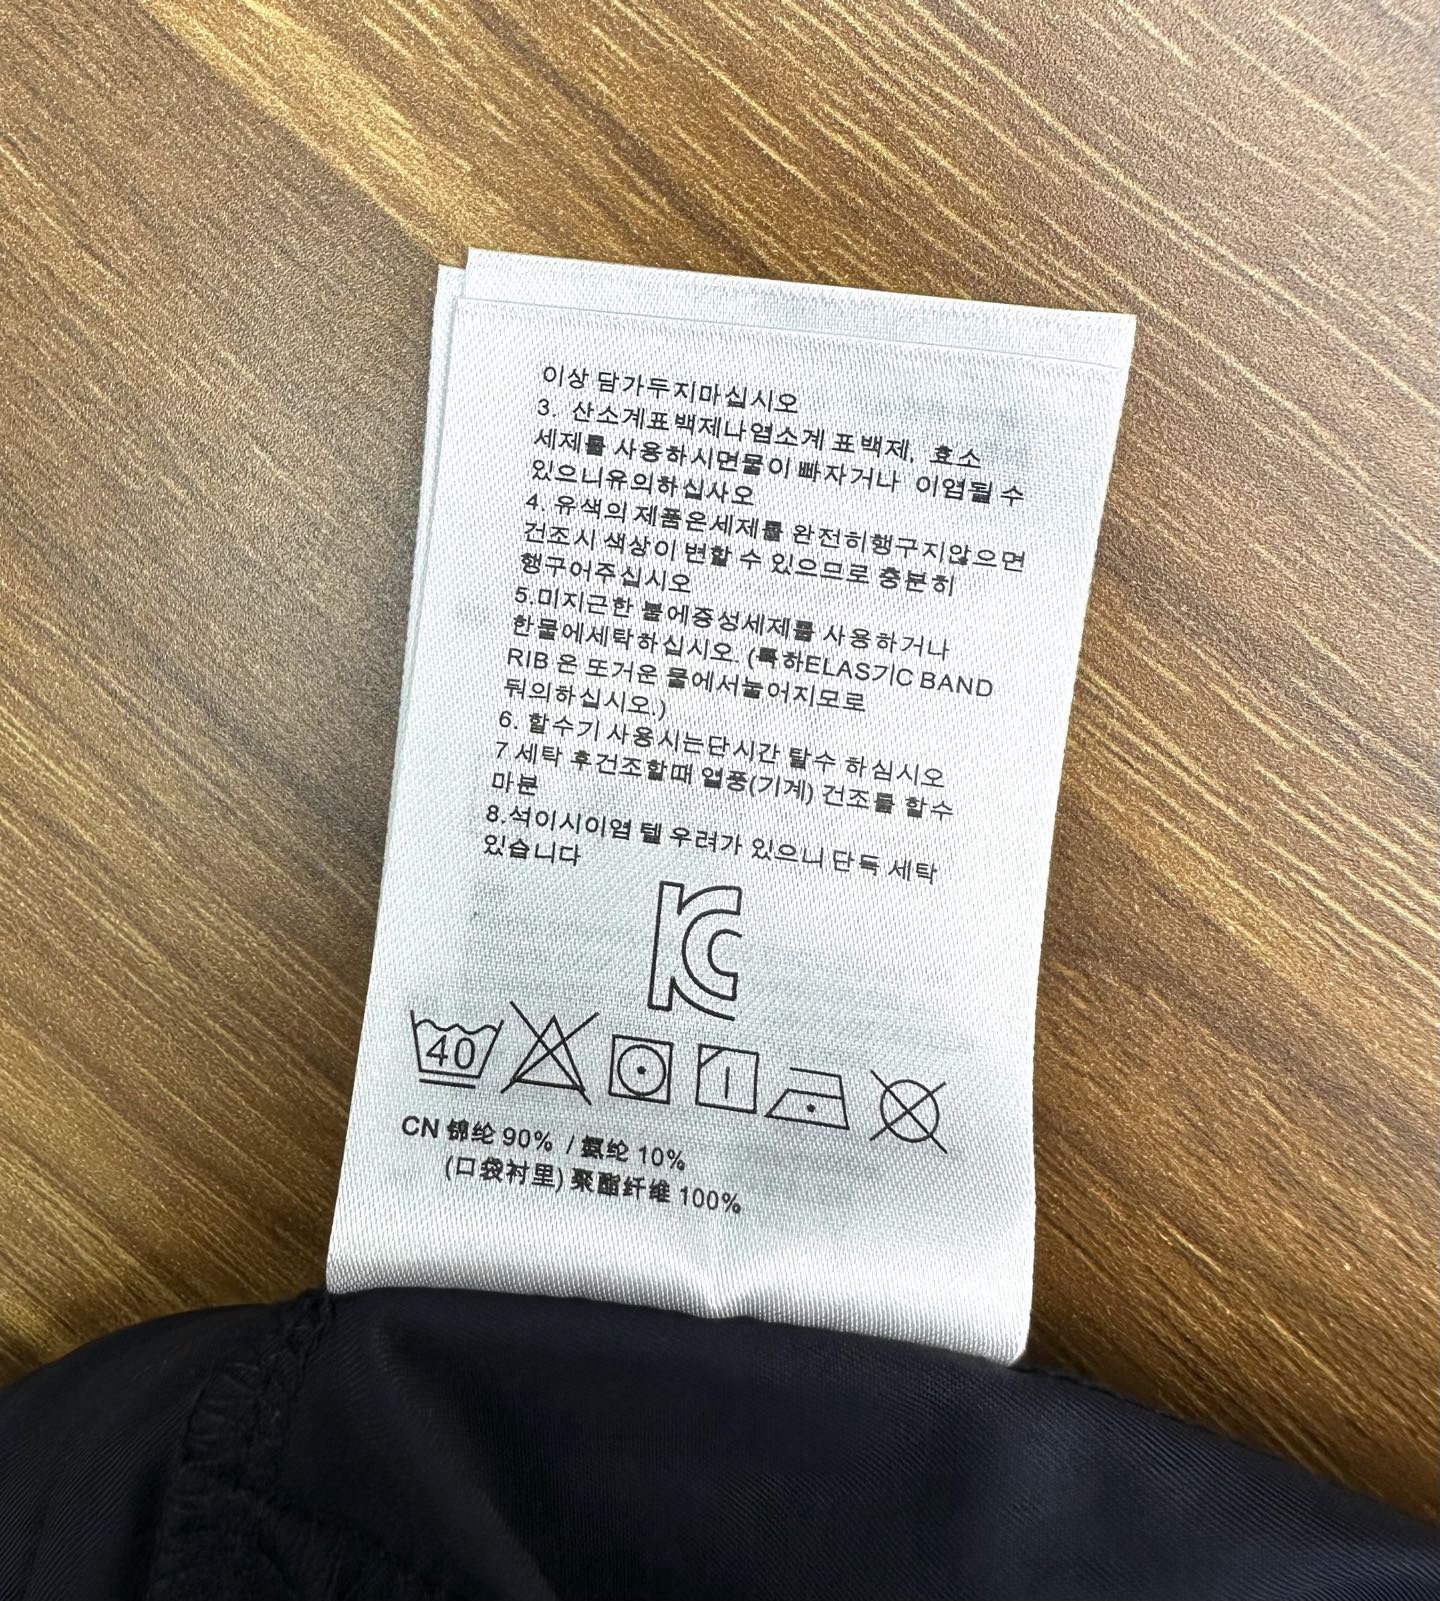 이상 담가두지마십시오
3. 산소계표백제나염소계 표백제, 효소
세제를 사용하시면물이 빠자거나 이염될 수
있으니유의하십사오
4. 유색의 제품은세제를 완전히행구지않으면
건조시 색상이 변할 수 있으므로 충분히
행구어주십시오
5.미지근한 물에증성세제를 사용하거나
한물에세탁하십시오. (특하ELAS기C BAND
RIB 온 또거운 물에서눌어지모로
둬의하십시오.)
6. 할수기 사용시는단시간 탈수 하심시오
7 세탁 후건조할때 열풍(기계) 건조를 할수
마분
8.석이시이엄 텔 우려가 있으니 단독 세탁
있습니다
KC
40
CN 锦纶 90% / 氨纶 10%
(口袋衬里) 聚酯纤维 100%